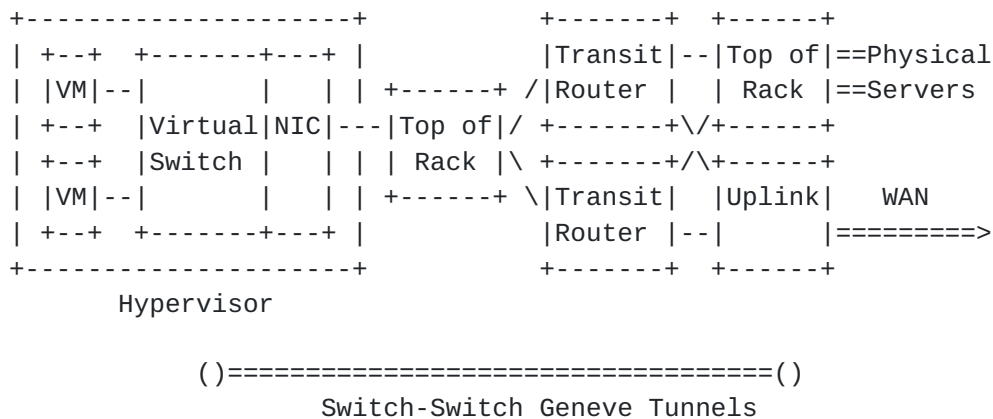 +---------------------+           +-------+  +------+
| +--+  +-------+---+ |           |Transit|--|Top of|==Physical
| |VM|--|       |   | | +------+ /|Router |  | Rack |==Servers
| +--+  |Virtual|NIC|---|Top of|/ +-------+\/+------+
| +--+  |Switch |   | | | Rack |\ +-------+/\+------+
| |VM|--|       |   | | +------+ \|Transit|  |Uplink|   WAN
| +--+  +-------+---+ |           |Router |--|      |=========>
+---------------------+           +-------+  +------+
Hypervisor
()===================================()
Switch-Switch Geneve Tunnels